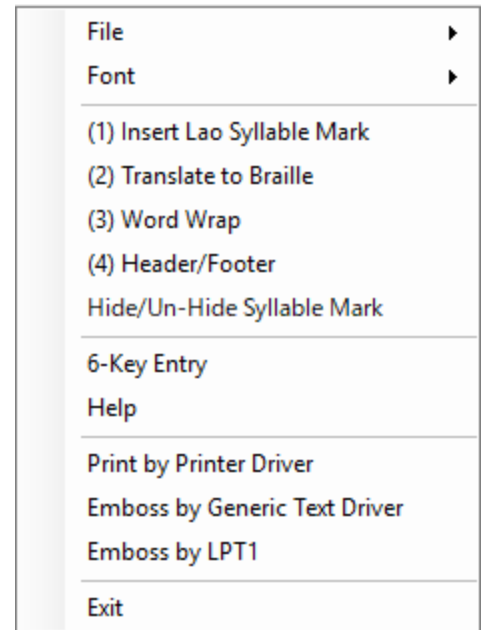 File
Font
(1) Insert Lao Syllable Mark
(2) Translate to Braille
(3) Word Wrap
(4) Header/Footer
Hide/Un-Hide Syllable Mark
6-Key Entry
Help
Print by Printer Driver
Emboss by Generic Text Driver
Emboss by LPT1
Exit